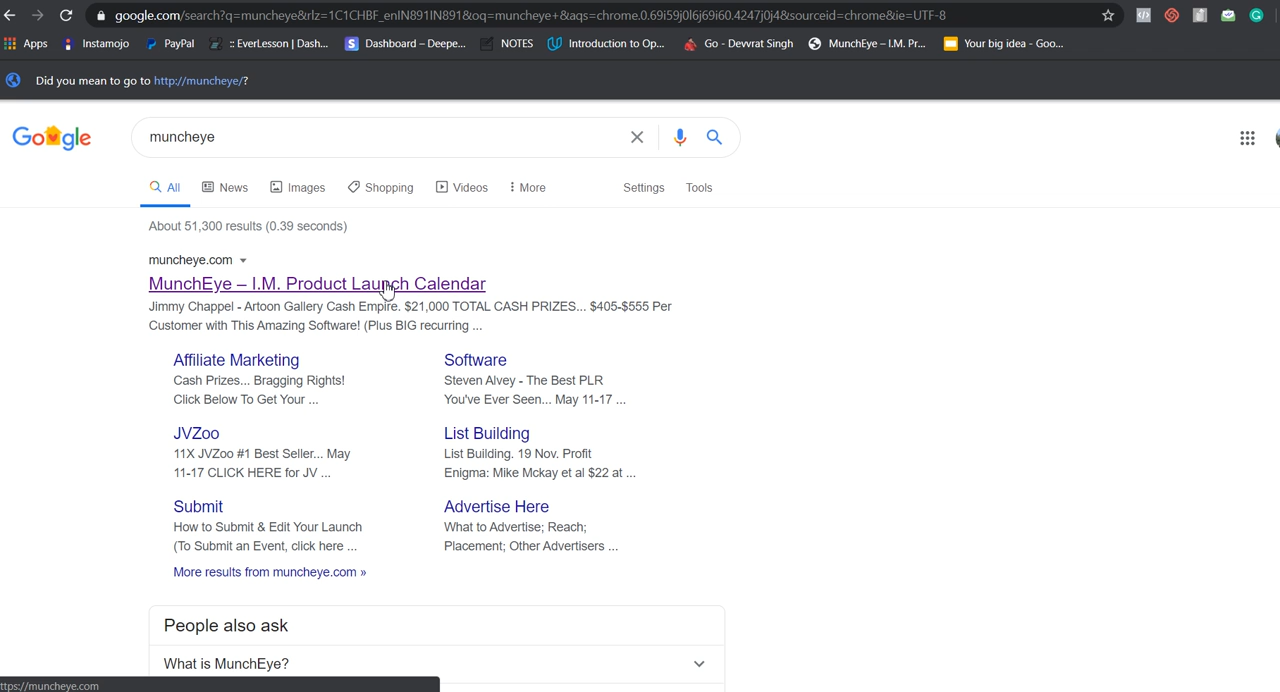 google.com/search?q=muncheye&rlz=1C1CHBF_enIN891IN891&oq=muncheye+&aqs=chrome.0.69i59j0l6j69i60.4247j0j4&sourceid=chrome&ie=UTF-8
Apps Instamojo PayPal :: EverLesson | Dash... Dashboard – Deepe... NOTES Introduction to Op... Go - Devvrat Singh MunchEye – I.M. Pr... Your big idea - Goo...
Did you mean to go to http://muncheye/?
Google muncheye
All News Images Shopping Videos More Settings Tools
About 51,300 results (0.39 seconds)
muncheye.com
MunchEye – I.M. Product Launch Calendar
Jimmy Chappel - Artoon Gallery Cash Empire. $21,000 TOTAL CASH PRIZES... $405-$555 Per
Customer with This Amazing Software! (Plus BIG recurring ...
Affiliate Marketing
Cash Prizes... Bragging Rights!
Click Below To Get Your ...
Software
Steven Alvey - The Best PLR
You've Ever Seen... May 11-17 ...
JVZoo
11X JVZoo #1 Best Seller... May
11-17 CLICK HERE for JV ...
List Building
List Building. 19 Nov. Profit
Enigma: Mike Mckay et al $22 at ...
Submit
How to Submit & Edit Your Launch
(To Submit an Event, click here ...
Advertise Here
What to Advertise; Reach;
Placement; Other Advertisers ...
More results from muncheye.com »
People also ask
What is MunchEye?
ttps://muncheye.com